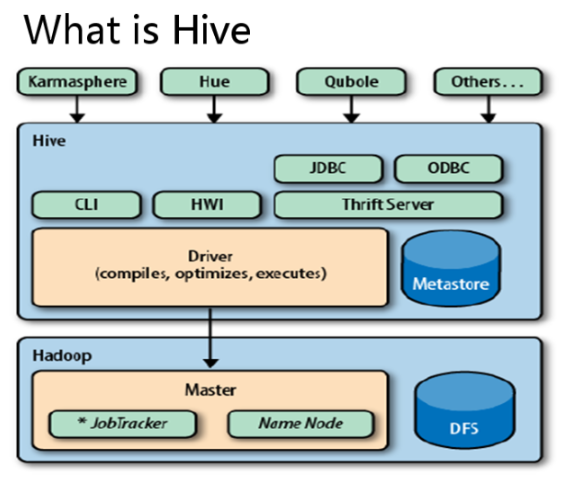 What is Hive
Karmasphere
Hue
Qubole
Others...
Hive
JDBC
ODBC
CLI
HWI
Thrift Server
Driver
(compiles, optimizes, executes)
Metastore
Hadoop
Master
* JobTracker
Name Node
DFS